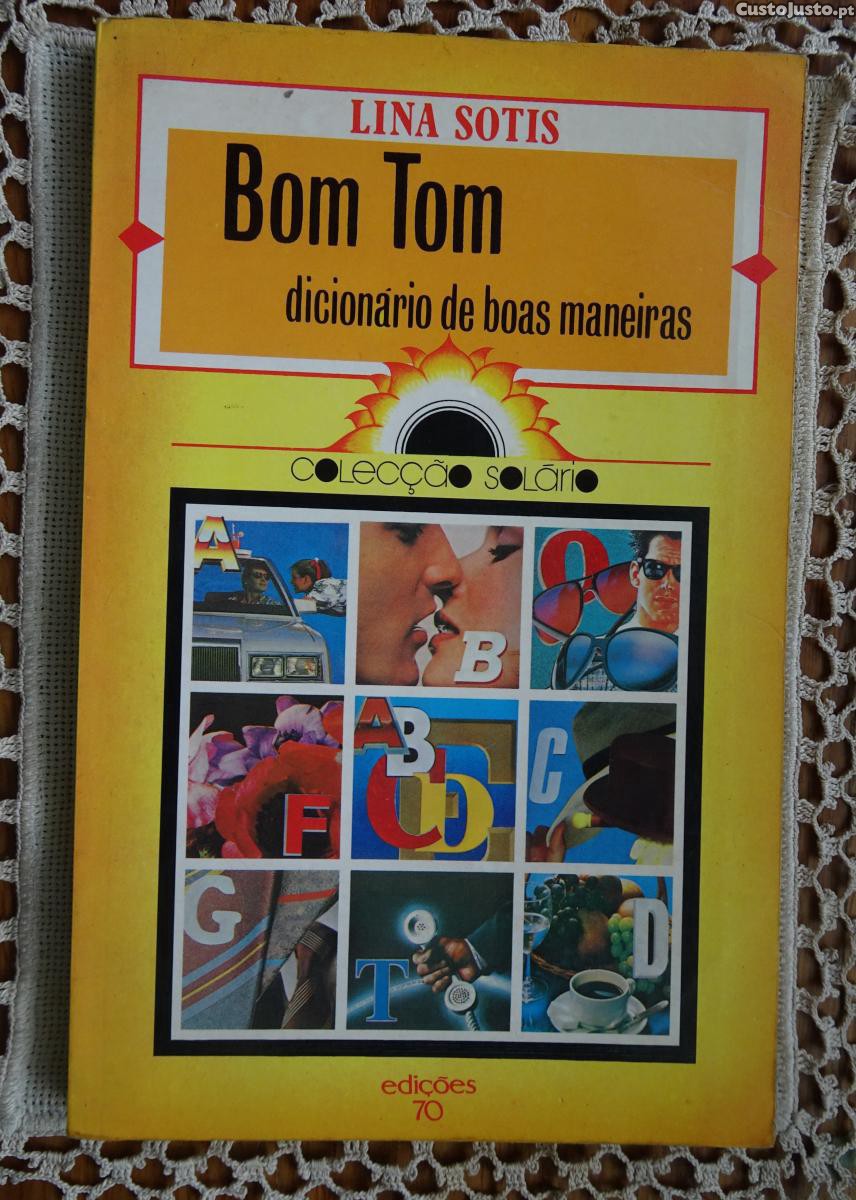 CustoJusto.pt
LINA SOTIS
Bom Tom
dicionário de boas maneiras
colecção solário
A
B
O
F
A B C D E
C
G
T
D
edições
70